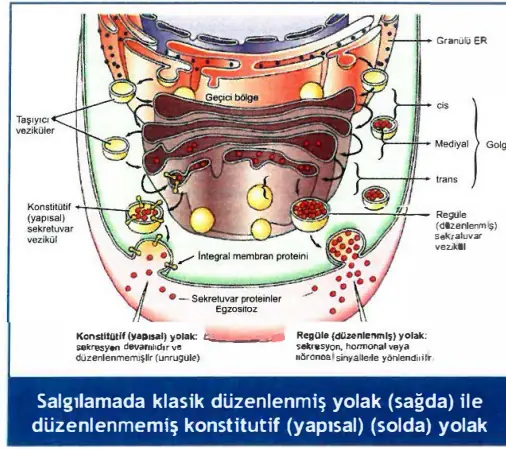 Granülü ER
Geçici bölge
Taşıyıcı
veziküler
cis
Mediyal
Golgi
trans
Konstitütif
(yapısal)
sekretuvar
vezikül
Regüle
(düzenlenmiş)
sekretuvar
vezikül
İntegral membran proteini
Sekretuvar proteinler
Egzositoz
Konstitütif (yapısal) yolak:
sekresyon devamlıdır ve
düzenlenmemiştir (unregule)
Regüle (düzenlenmiş) yolak:
sekresyon, hormonal veya
nöronal sinyallerle yönlendirilir.
Salgılamada klasik düzenlenmiş yolak (sağda) ile
düzenlenmemiş konstitutif (yapısal) (solda) yolak